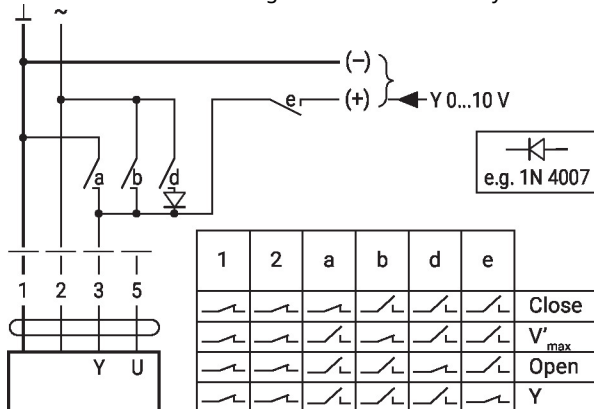 ~
(–)
e (+) Y 0...10 V
a b d
e.g. 1N 4007
1 2 3 5
Y U
1 2 a b d e
Close
V'max
Open
Y